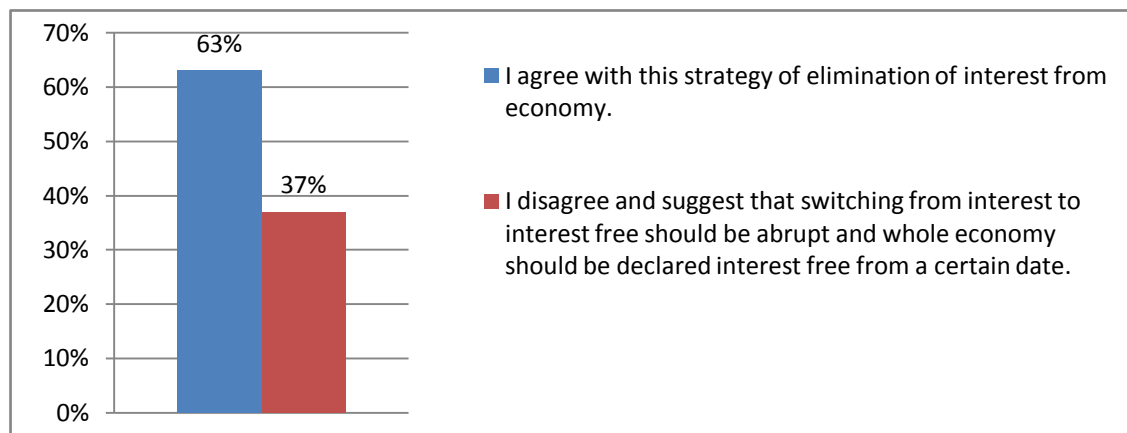 70%
60%
50%
40%
30%
20%
10%
0%
63%
37%
I agree with this strategy of elimination of interest from
economy.
I disagree and suggest that switching from interest to
interest free should be abrupt and whole economy
should be declared interest free from a certain date.